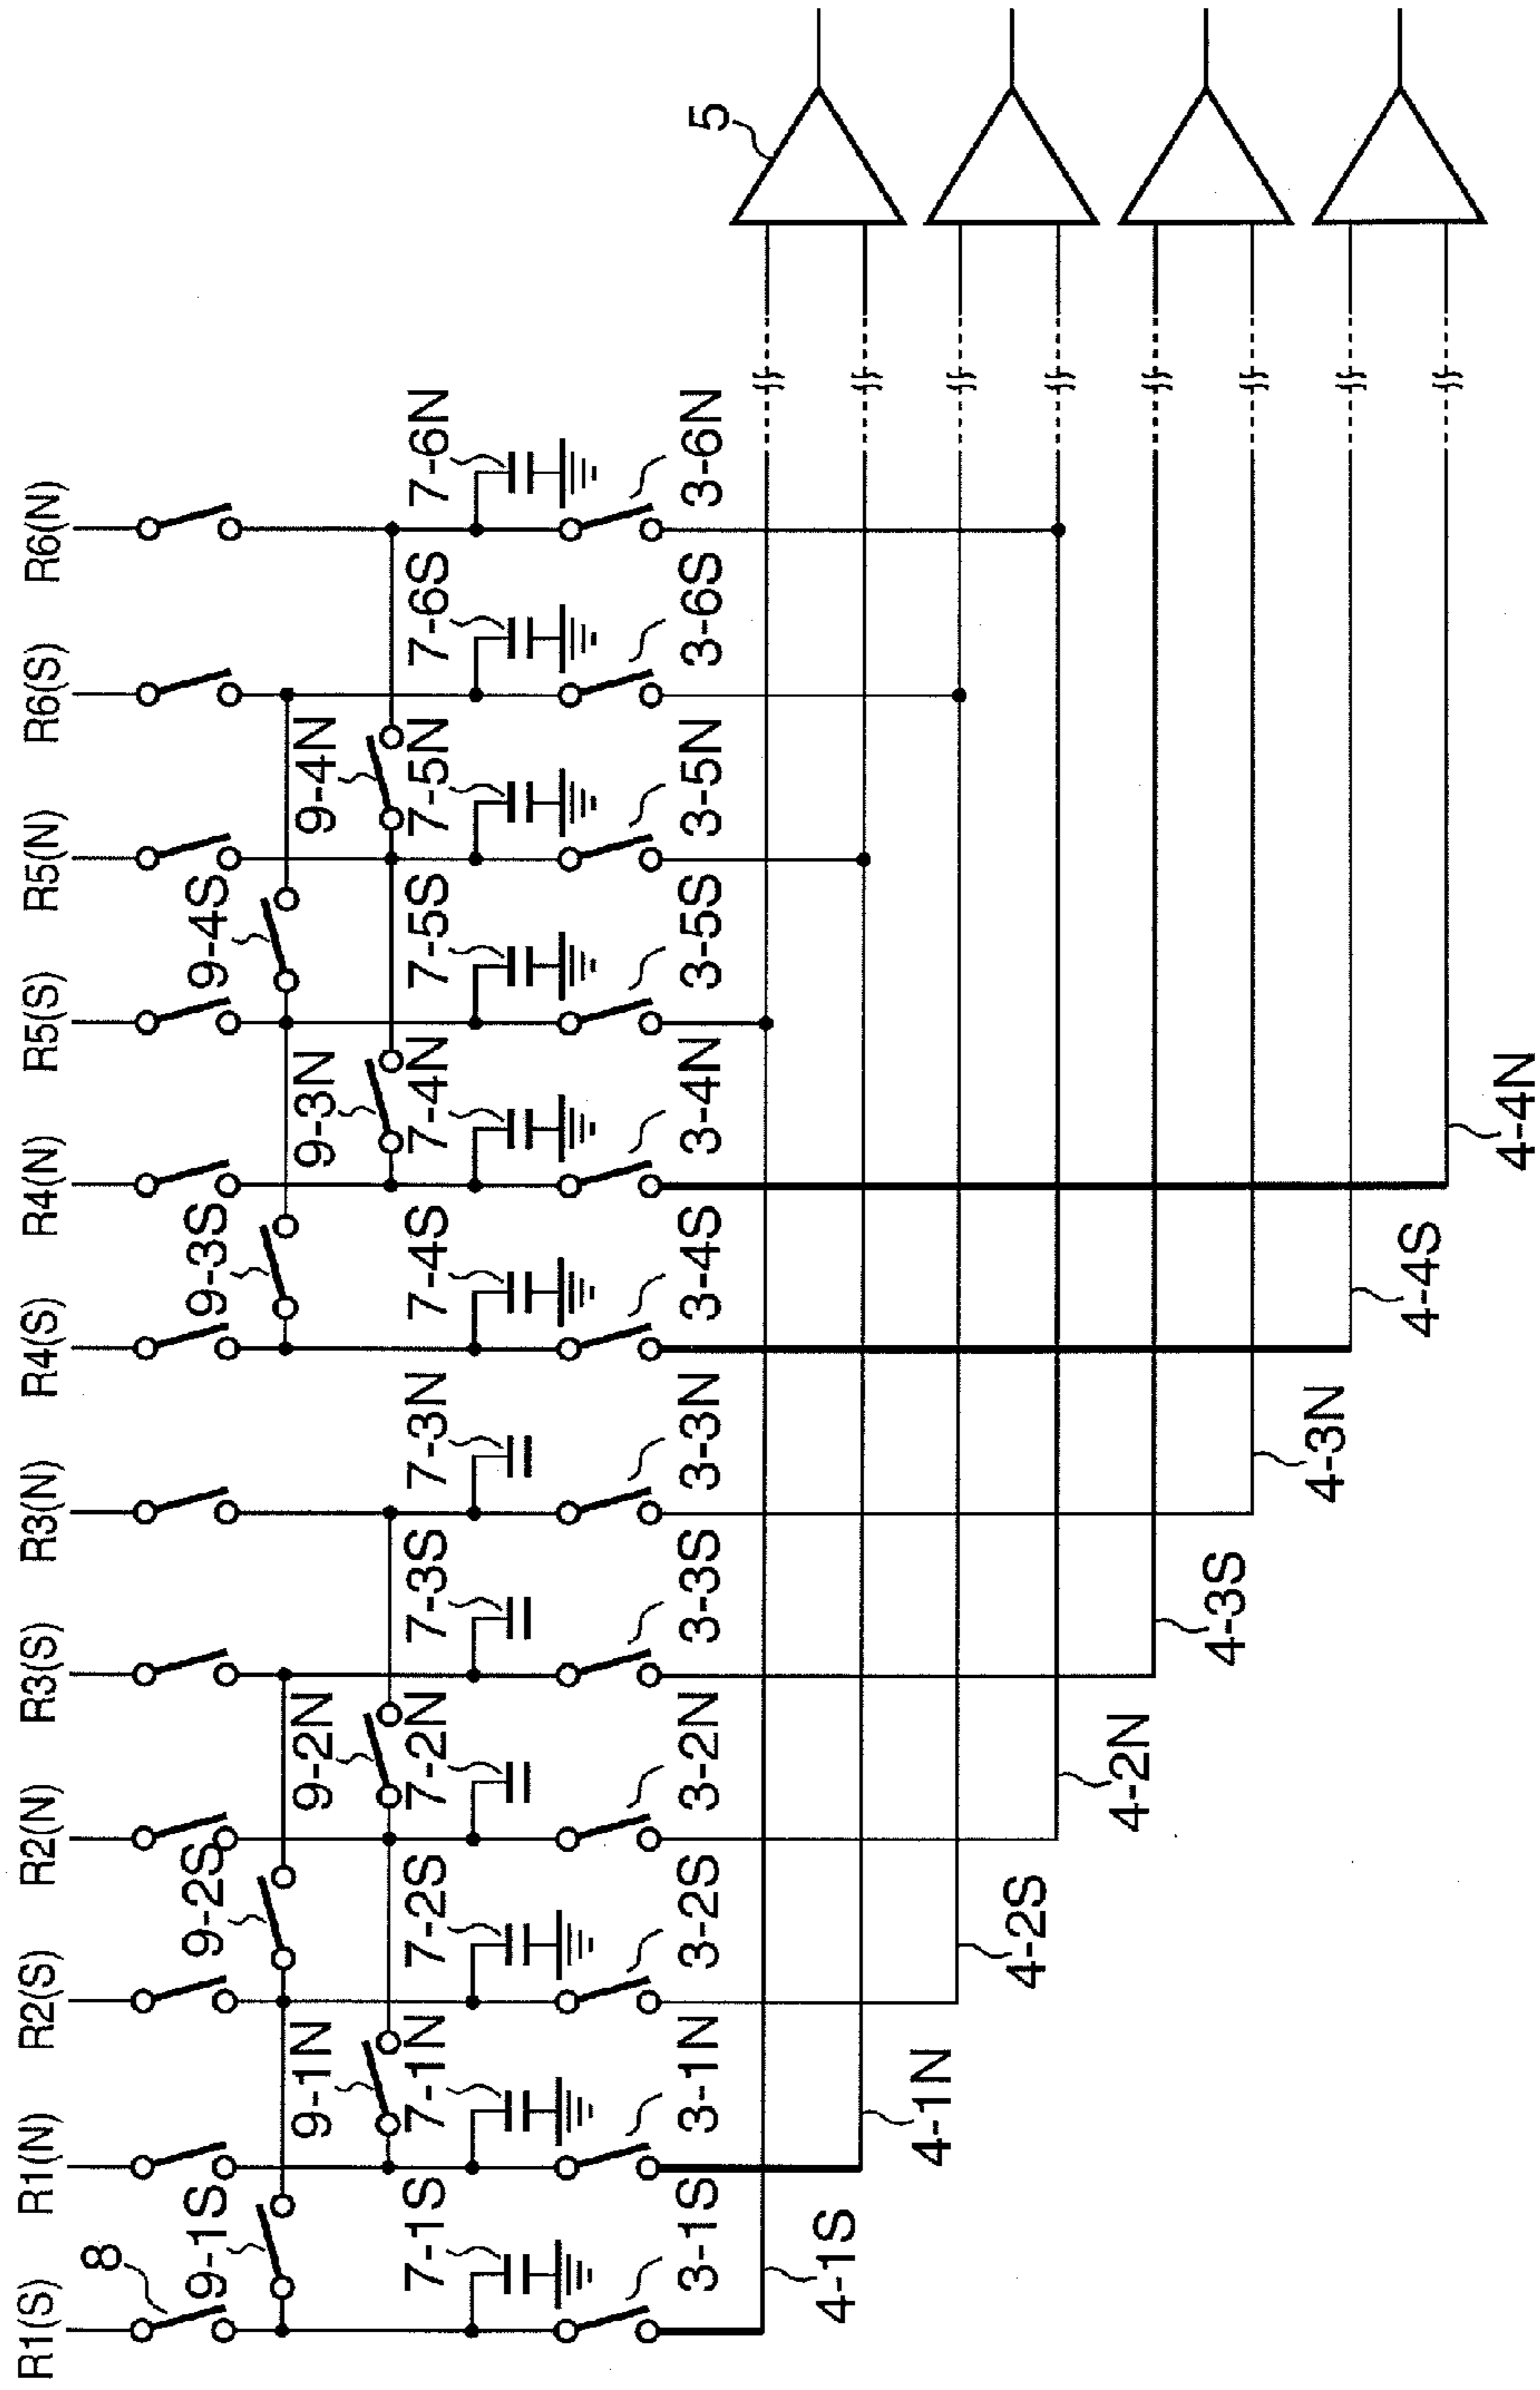 R1(S)
R1(N)
R2(S)
R2(N)
R3(S)
R3(N)
R4(S)
R4(N)
R5(S)
R5(N)
R6(S)
R6(N)
8
9-1S
9-2S
9-3S
9-4S
9-1N
9-2N
9-3N
9-4N
7-1S
7-1N
7-2S
7-2N
7-3S
7-3N
7-4S
7-4N
7-5S
7-5N
7-6S
7-6N
3-1S
3-1N
3-2S
3-2N
3-3S
3-3N
3-4S
3-4N
3-5S
3-5N
3-6S
3-6N
5
4-1S
4-1N
4-2S
4-2N
4-3S
4-3N
4-4S
4-4N